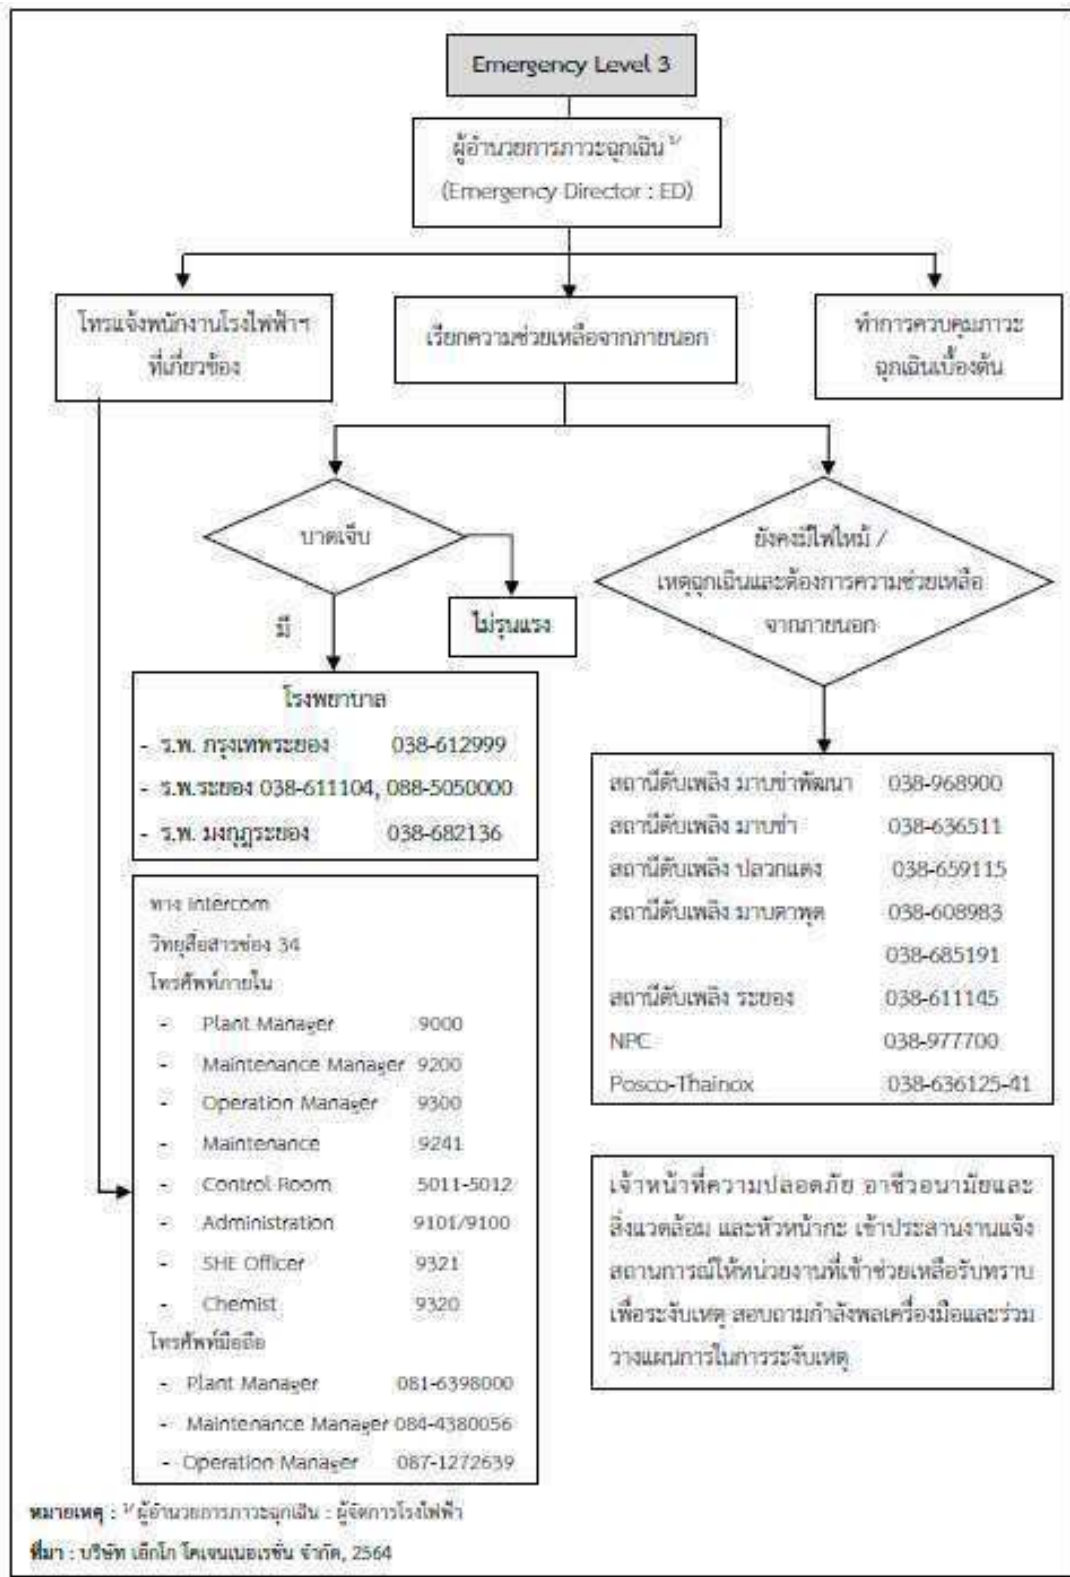 Emergency Level 3
ผู้อำนวยการภาวะฉุกเฉิน 1/
(Emergency Director : ED)
โทรแจ้งพนักงานโรงไฟฟ้าฯ
ที่เกี่ยวข้อง
เรียกความช่วยเหลือจากภายนอก
ทำการควบคุมภาวะ
ฉุกเฉินเบื้องต้น
บาดเจ็บ
ยังคงมีไฟไหม้ /
เหตุฉุกเฉินและต้องการความช่วยเหลือ
จากภายนอก
มี
ไม่รุนแรง
โรงพยาบาล
- ร.พ. กรุงเทพระยอง 038-612999
- ร.พ.ระยอง 038-611104, 088-5050000
- ร.พ. มงกุฎระยอง 038-682136
สถานีดับเพลิง มาบข่าพัฒนา 038-968900
สถานีดับเพลิง มาบข่า 038-636511
สถานีดับเพลิง ปลวกแดง 038-659115
สถานีดับเพลิง มาบตาพุด 038-608983
038-685191
สถานีดับเพลิง ระยอง 038-611145
NPC 038-977700
Posco-Thainox 038-636125-41
ทาง Intercom
วิทยุสื่อสารช่อง 34
โทรศัพท์ภายใน
- Plant Manager 9000
- Maintenance Manager 9200
- Operation Manager 9300
- Maintenance 9241
- Control Room 5011-5012
- Administration 9101/9100
- SHE Officer 9321
- Chemist 9320
โทรศัพท์มือถือ
- Plant Manager 081-6398000
- Maintenance Manager 084-4380056
- Operation Manager 087-1272639
เจ้าหน้าที่ความปลอดภัย อาชีวอนามัยและ
สิ่งแวดล้อม และหัวหน้ากะ เข้าประสานงานแจ้ง
สถานการณ์ให้หน่วยงานที่เข้าช่วยเหลือรับทราบ
เพื่อระงับเหตุ สอบถามกำลังพลเครื่องมือและร่วม
วางแผนการในการระงับเหตุ
หมายเหตุ : 1/ ผู้อำนวยการภาวะฉุกเฉิน : ผู้จัดการโรงไฟฟ้า
ที่มา : บริษัท เอ็กโก โคเจนเนอเรชั่น จำกัด, 2564